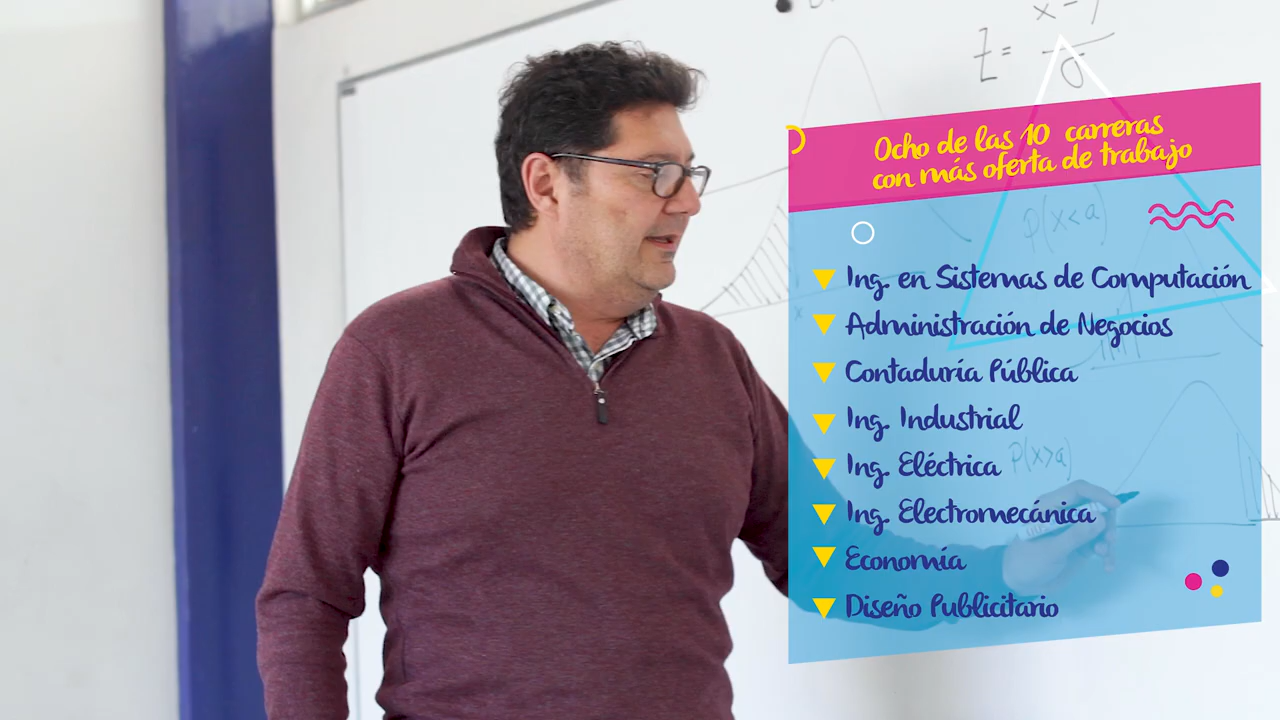 x - μ
z = σ
Ocho de las 10 carreras
con más oferta de trabajo
P(x<a)
Ing. en Sistemas de Computación
Administración de Negocios
Contaduría Pública
Ing. Industrial
Ing. Eléctrica
P(x>a)
Ing. Electromecánica
Economía
Diseño Publicitario